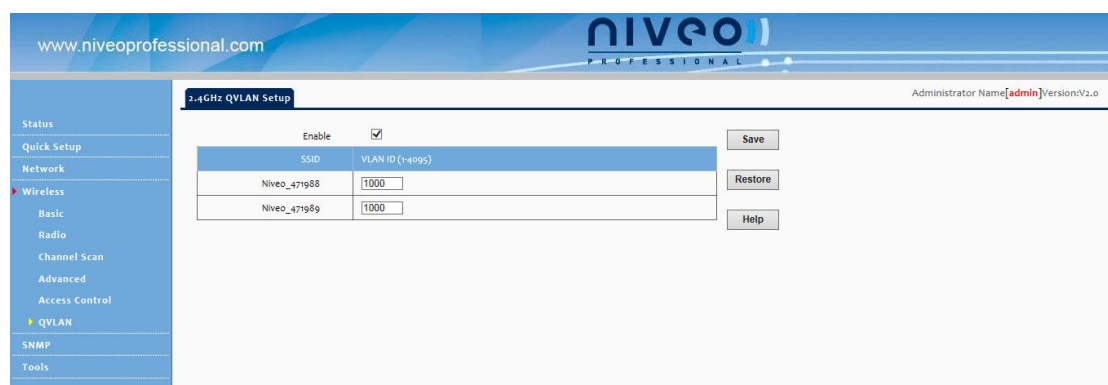 www.niveoprofessional.com
niveo
PROFESSIONAL
2.4GHz QVLAN Setup
Administrator Name[admin]Version:V2.0
Status
Quick Setup
Network
Wireless
Basic
Radio
Channel Scan
Advanced
Access Control
QVLAN
SNMP
Tools
Enable
SSID VLAN ID (1-4095)
Niveo_471988 1000
Niveo_471989 1000
Save
Restore
Help